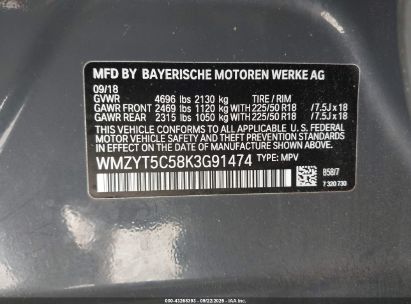 MFD BY BAYERISCHE MOTOREN WERKE AG
09/18
GVWR 4696 lbs 2130 kg TIRE / RIM
GAWR FRONT 2469 lbs 1120 kg WITH 225/50 R18 /7.5J x 18
GAWR REAR 2315 lbs 1050 kg WITH 225/50 R18 /7.5J x 18
THIS VEHICLE CONFORMS TO ALL APPLICABLE FEDERAL
MOTOR VEHICLE SAFETY, BUMPER, AND THEFT PREVENTION STANDARDS IN
EFFECT ON THE DATE OF MANUFACTURE SHOWN ABOVE.
WMZYT5C58K3G91474 TYPE: MPV
B5B/7
7 320 730